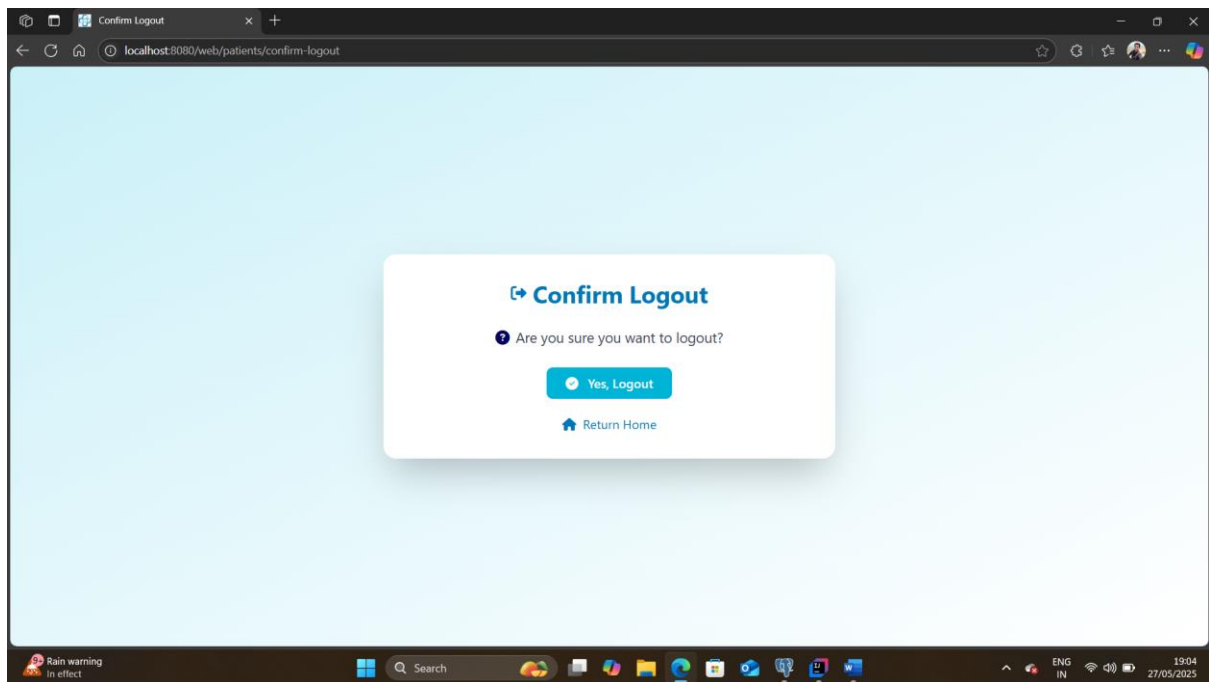 Confirm Logout
localhost:8080/web/patients/confirm-logout
Confirm Logout
Are you sure you want to logout?
Yes, Logout
Return Home
Rain warning
In effect
Search
ENG
IN
19:04
27/05/2025